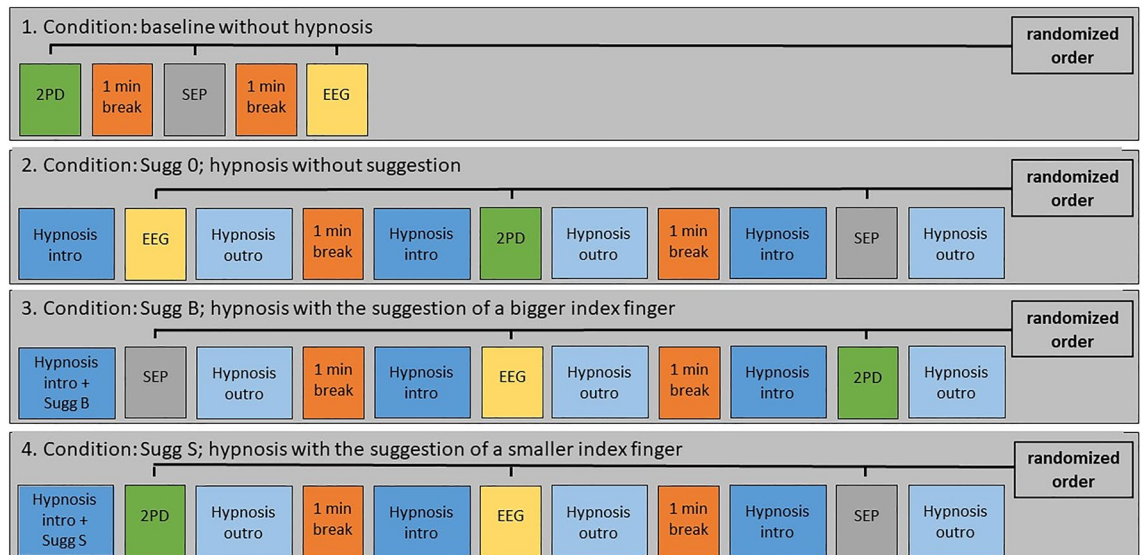 1. Condition: baseline without hypnosis
randomized
order
2PD
1 min
break
SEP
1 min
break
EEG
2. Condition: Sugg 0; hypnosis without suggestion
randomized
order
Hypnosis
intro
EEG
Hypnosis
outro
1 min
break
Hypnosis
intro
2PD
Hypnosis
outro
1 min
break
Hypnosis
intro
SEP
Hypnosis
outro
3. Condition: Sugg B; hypnosis with the suggestion of a bigger index finger
randomized
order
Hypnosis
intro +
Sugg B
SEP
Hypnosis
outro
1 min
break
Hypnosis
intro
EEG
Hypnosis
outro
1 min
break
Hypnosis
intro
2PD
Hypnosis
outro
4. Condition: Sugg S; hypnosis with the suggestion of a smaller index finger
randomized
order
Hypnosis
intro +
Sugg S
2PD
Hypnosis
outro
1 min
break
Hypnosis
intro
EEG
Hypnosis
outro
1 min
break
Hypnosis
intro
SEP
Hypnosis
outro